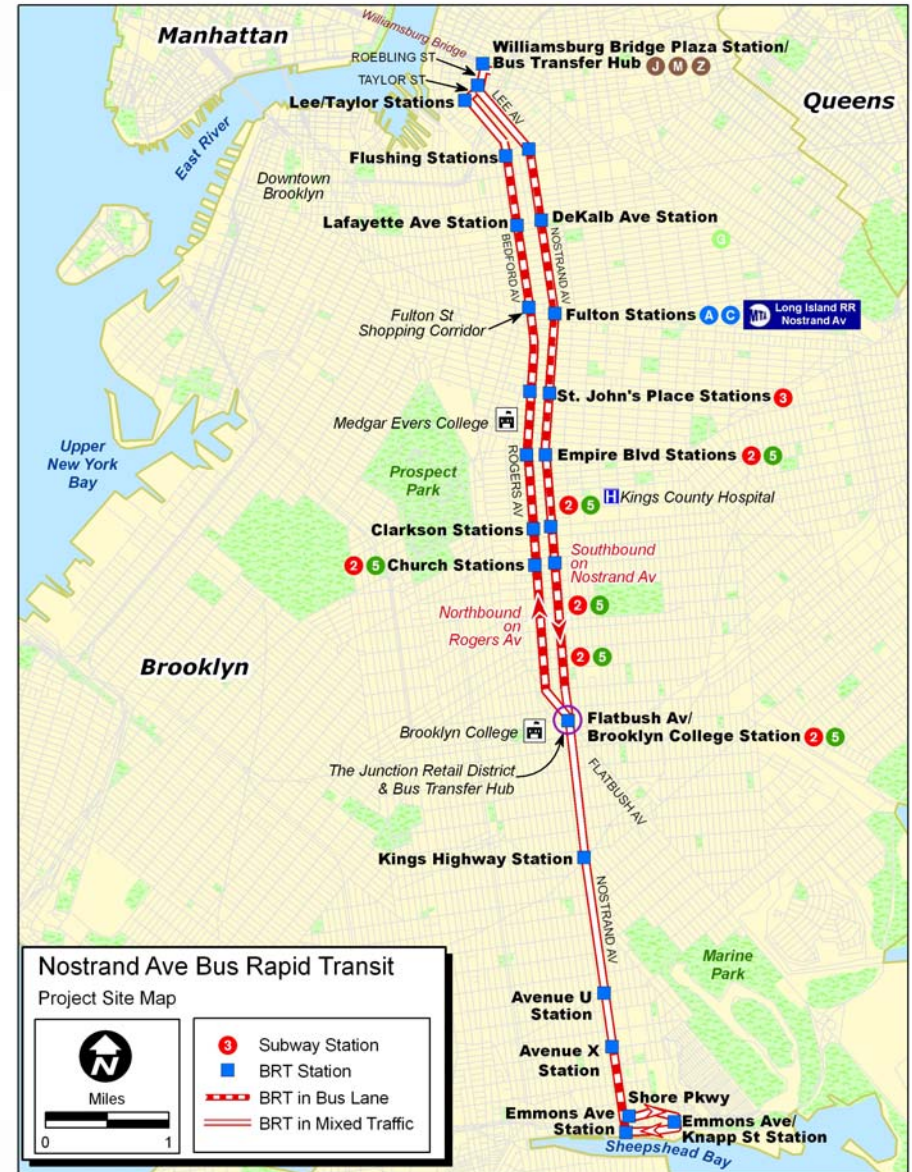 Manhattan
Williamsburg Bridge
ROEBLING ST
TAYLOR ST
Williamsburg Bridge Plaza Station/
Bus Transfer Hub J M Z
Lee/Taylor Stations
LEE AV
Queens
East River
Flushing Stations
Downtown
Brooklyn
Lafayette Ave Station
DeKalb Ave Station
BEDFORD AV
NOSTRAND AV
G
Fulton St
Shopping Corridor
Fulton Stations A C
MTA
Long Island RR
Nostrand Av
St. John's Place Stations 3
Medgar Evers College
Upper
New York
Bay
Prospect
Park
ROGERS AV
Empire Blvd Stations 2 5
2 5
H Kings County Hospital
Clarkson Stations
2 5 Church Stations
Southbound
on
Nostrand Av
2 5
Northbound
on
Rogers Av
2 5
Brooklyn
Brooklyn College
Flatbush Av/
Brooklyn College Station 2 5
The Junction Retail District
& Bus Transfer Hub
FLATBUSH AV
Kings Highway Station
NOSTRAND AV
Marine
Park
Avenue U
Station
Avenue X
Station
Shore Pkwy
Emmons Ave
Station
Emmons Ave/
Knapp St Station
Sheepshead Bay
Nostrand Ave Bus Rapid Transit
Project Site Map
N
Miles
0 1
3 Subway Station
BRT Station
BRT in Bus Lane
BRT in Mixed Traffic